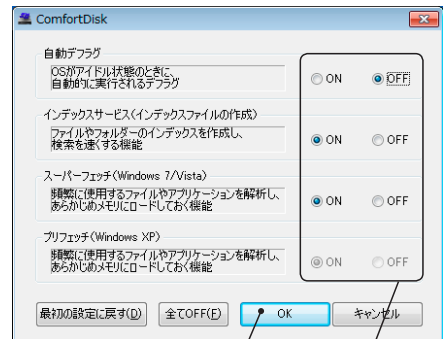 ComfortDisk
自動デフラグ
OSがアイドル状態のときに、
自動的に実行されるデフラグ
ON OFF
インデックスサービス(インデックスファイルの作成)
ファイルやフォルダーのインデックスを作成し、
検索を速くする機能
ON OFF
スーパーフェッチ(Windows 7/Vista)
頻繁に使用するファイルやアプリケーションを解析し、
あらかじめメモリにロードしておく機能
ON OFF
プリフェッチ(Windows XP)
頻繁に使用するファイルやアプリケーションを解析し、
あらかじめメモリにロードしておく機能
ON OFF
最初の設定に戻す(D) 全てOFF(F) OK キャンセル